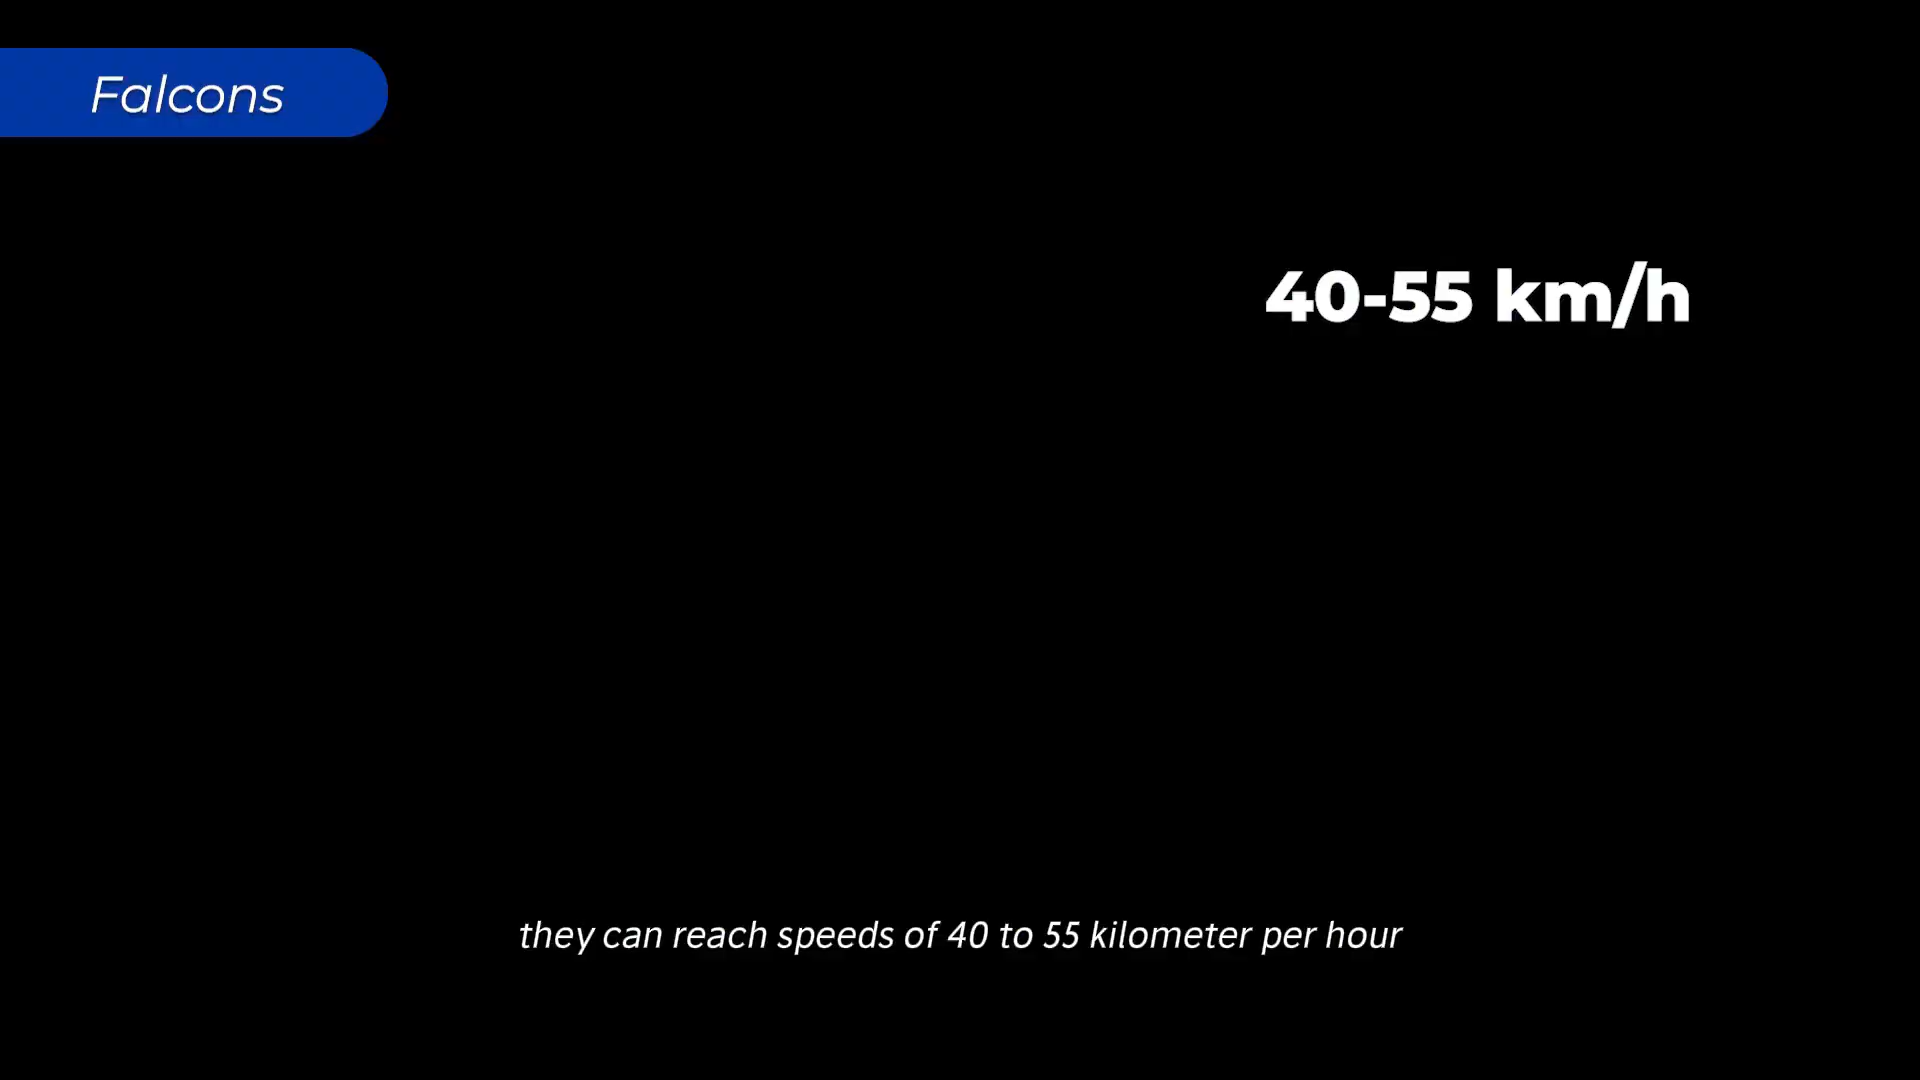 Falcons
40-55 km/h
they can reach speeds of 40 to 55 kilometer per hour